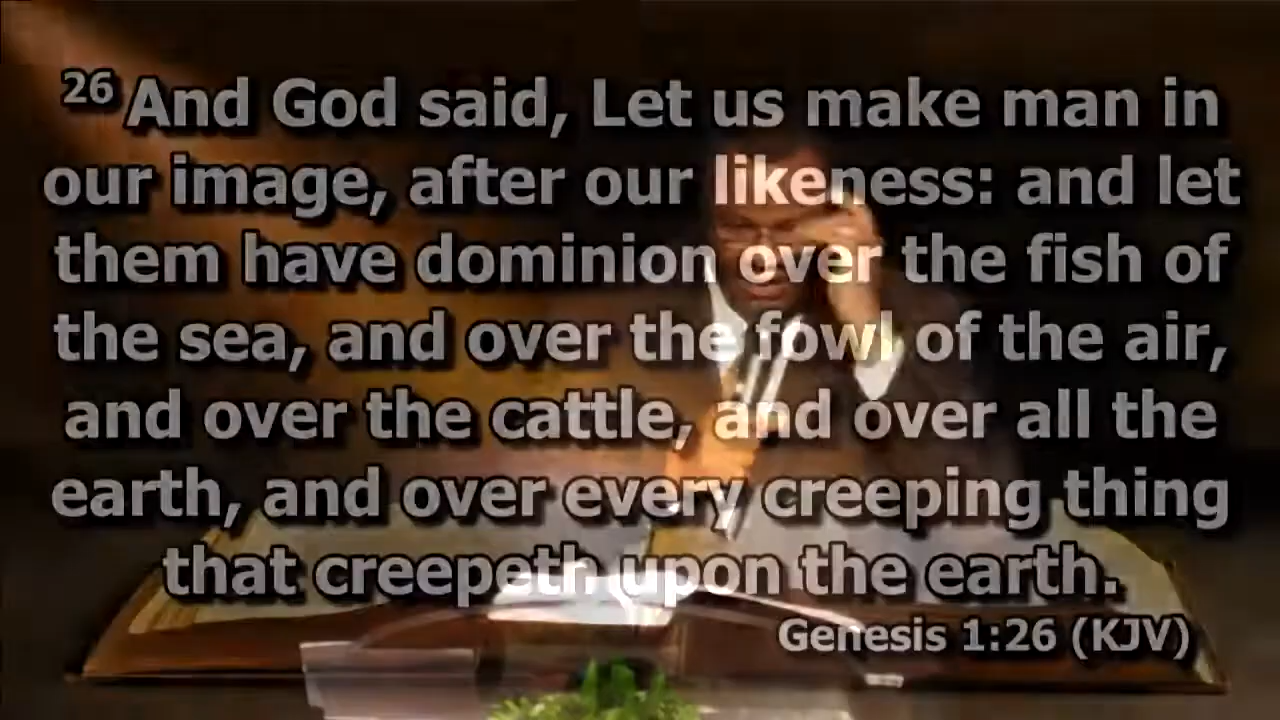 26 And God said, Let us make man in
our image, after our likeness: and let
them have dominion over the fish of
the sea, and over the fowl of the air,
and over the cattle, and over all the
earth, and over every creeping thing
that creepeth upon the earth.
Genesis 1:26 (KJV)